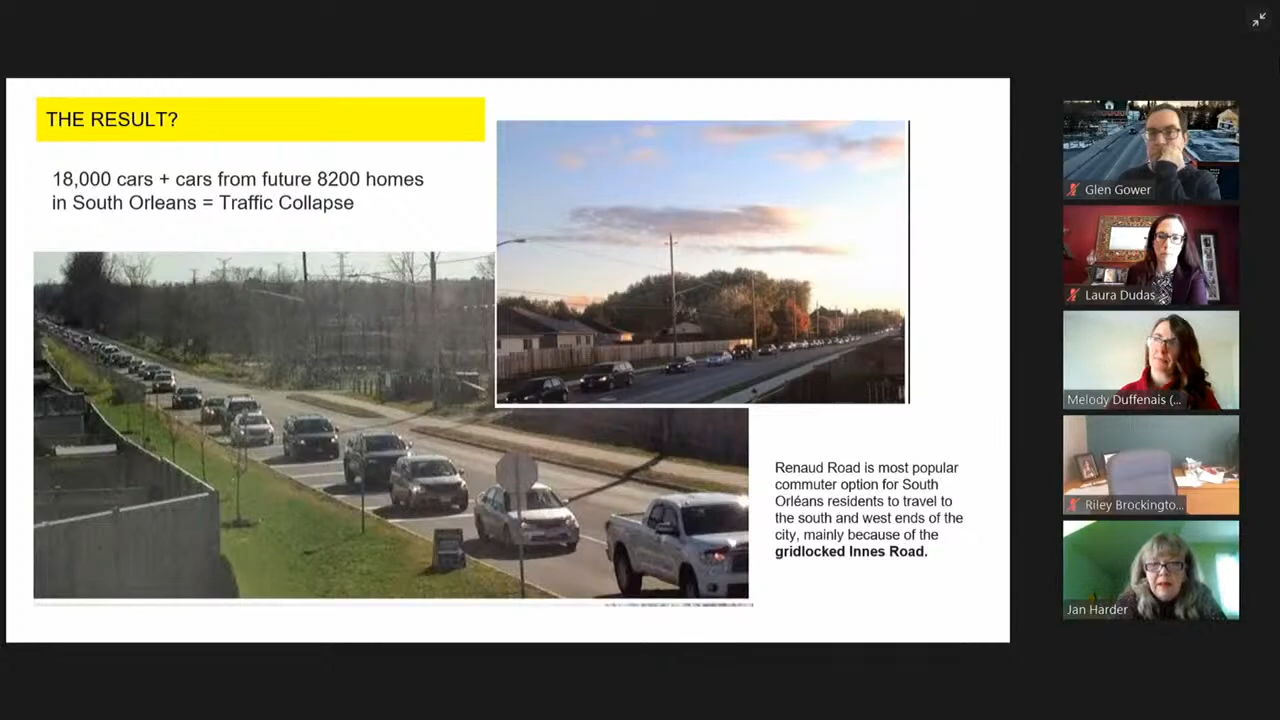 THE RESULT?
18,000 cars + cars from future 8200 homes
in South Orleans = Traffic Collapse
Renaud Road is most popular
commuter option for South
Orléans residents to travel to
the south and west ends of the
city, mainly because of the
gridlocked Innes Road.
Glen Gower
Laura Dudas
Melody Duffenais (...
Riley Brockingto...
Jan Harder